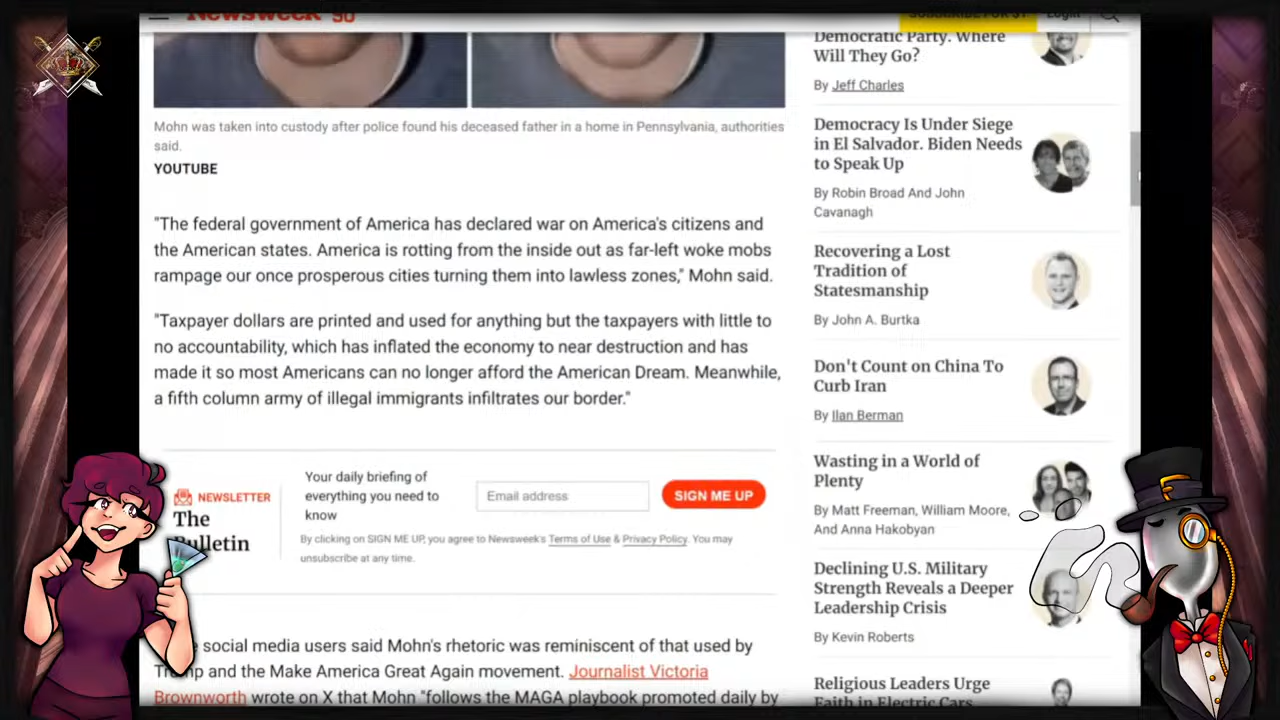 Newsweek 90
SUBSCRIBE FOR $1
Login
Mohn was taken into custody after police found his deceased father in a home in Pennsylvania, authorities
said.
YOUTUBE
"The federal government of America has declared war on America's citizens and
the American states. America is rotting from the inside out as far-left woke mobs
rampage our once prosperous cities turning them into lawless zones," Mohn said.
"Taxpayer dollars are printed and used for anything but the taxpayers with little to
no accountability, which has inflated the economy to near destruction and has
made it so most Americans can no longer afford the American Dream. Meanwhile,
a fifth column army of illegal immigrants infiltrates our border."
NEWSLETTER
The
Bulletin
Your daily briefing of
everything you need to
know
Email address
SIGN ME UP
By clicking on SIGN ME UP, you agree to Newsweek's Terms of Use & Privacy Policy. You may
unsubscribe at any time.
social media users said Mohn's rhetoric was reminiscent of that used by
Trump and the Make America Great Again movement. Journalist Victoria
Brownworth wrote on X that Mohn "follows the MAGA playbook promoted daily by
Democratic Party. Where
Will They Go?
By Jeff Charles
Democracy Is Under Siege
in El Salvador. Biden Needs
to Speak Up
By Robin Broad And John
Cavanagh
Recovering a Lost
Tradition of
Statesmanship
By John A. Burtka
Don't Count on China To
Curb Iran
By Ilan Berman
Wasting in a World of
Plenty
By Matt Freeman, William Moore,
And Anna Hakobyan
Declining U.S. Military
Strength Reveals a Deeper
Leadership Crisis
By Kevin Roberts
Religious Leaders Urge
Faith in Electric Cars